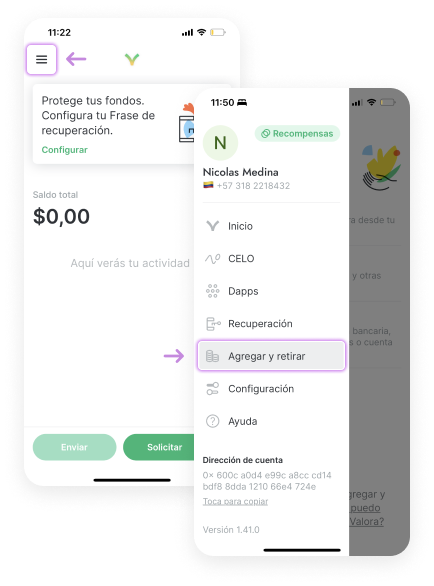 11:22
Protege tus fondos.
Configura tu Frase de
recuperación.
Configurar
Saldo total
$0,00
Aquí verás tu actividad
Enviar
Solicitar
11:50
N
Recompensas
Nicolas Medina
+57 318 2218432
Inicio
CELO
Dapps
Recuperación
Agregar y retirar
Configuración
Ayuda
Dirección de cuenta
0x 600c a0d4 e99c a8cc cd14
bdf8 8dda 1210 66e4 724e
Toca para copiar
Versión 1.41.0
desde tu
y otras
bancaria,
o cuenta
y
puedo
Valora?